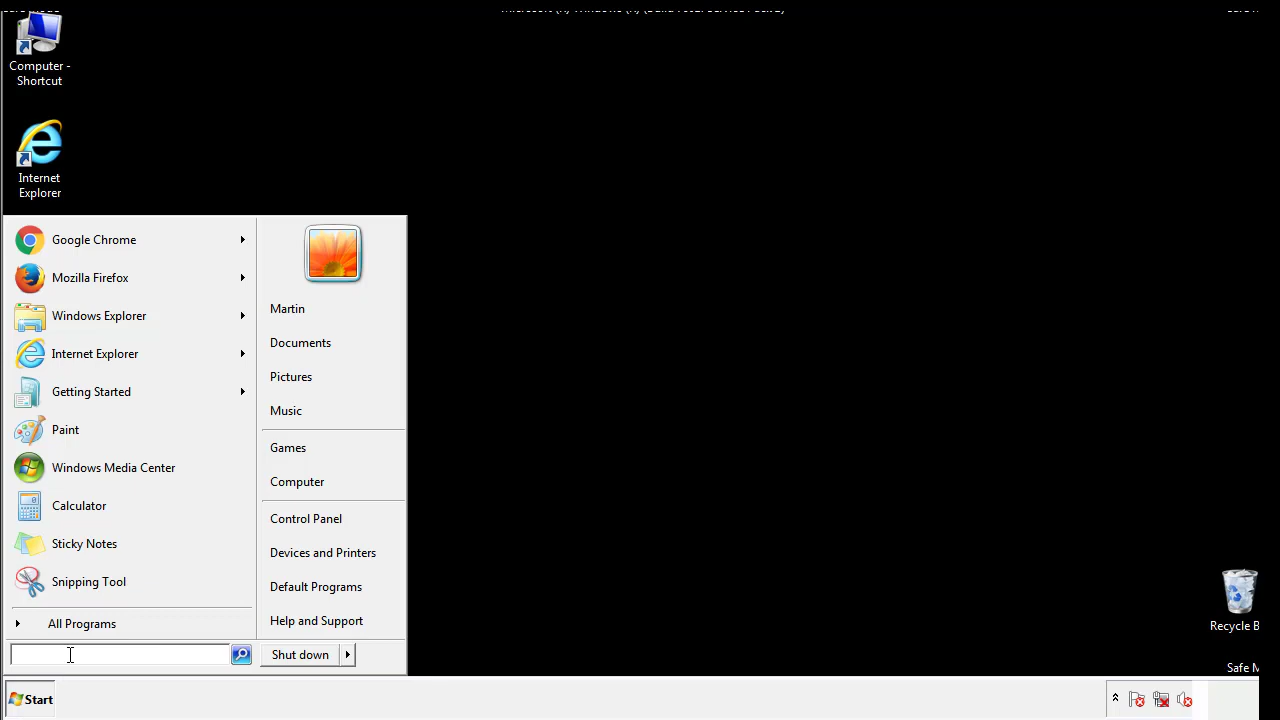 Computer -
Shortcut
Internet
Explorer
Google Chrome
Mozilla Firefox
Windows Explorer
Internet Explorer
Getting Started
Paint
Windows Media Center
Calculator
Sticky Notes
Snipping Tool
All Programs
Martin
Documents
Pictures
Music
Games
Computer
Control Panel
Devices and Printers
Default Programs
Help and Support
Shut down
Recycle B
Safe M
Start